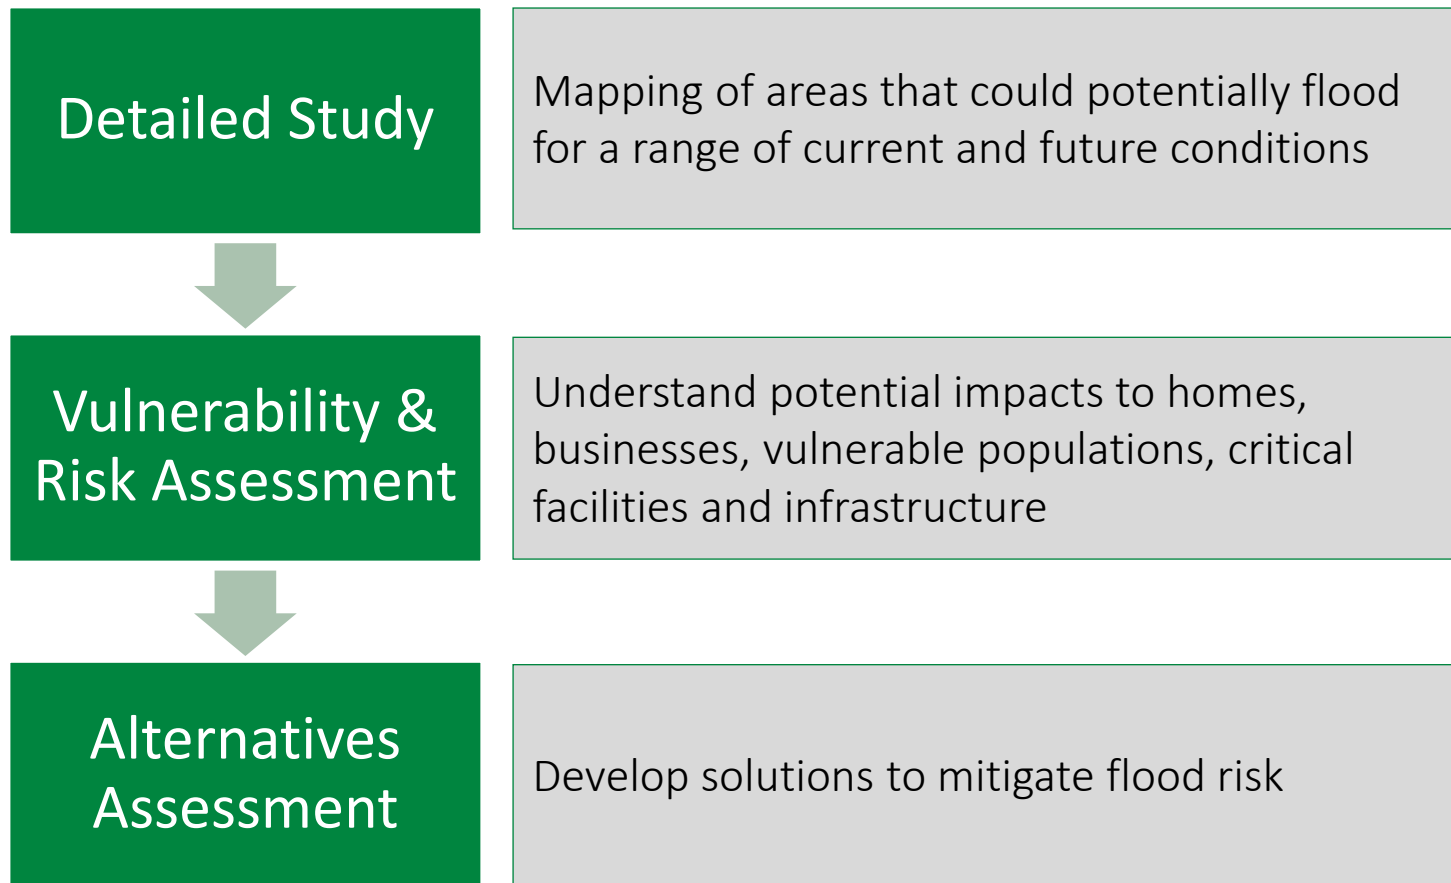 Detailed Study
Mapping of areas that could potentially flood
for a range of current and future conditions
Vulnerability &
Risk Assessment
Understand potential impacts to homes,
businesses, vulnerable populations, critical
facilities and infrastructure
Alternatives
Assessment
Develop solutions to mitigate flood risk